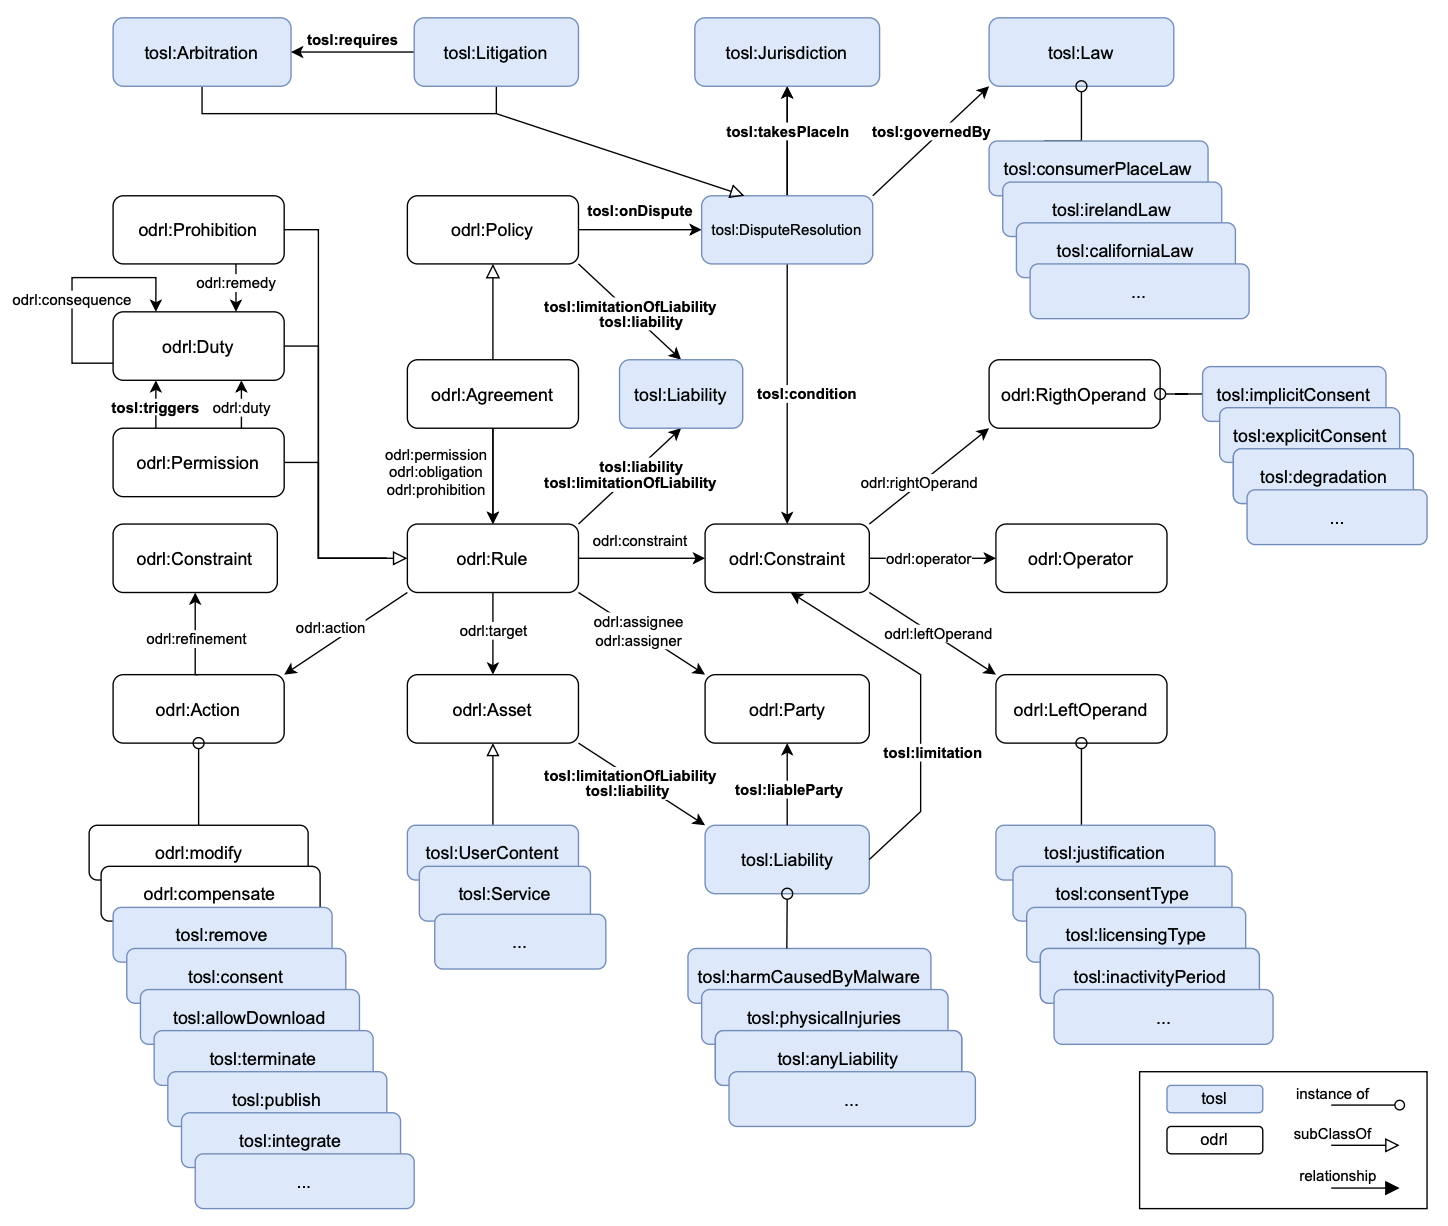 tosl:Arbitration
tosl:requires
tosl:Litigation
tosl:Jurisdiction
tosl:Law
tosl:takesPlaceIn
tosl:governedBy
tosl:consumerPlaceLaw
tosl:irelandLaw
tosl:californiaLaw
...
odrl:Prohibition
odrl:Policy
tosl:onDispute
tosl:DisputeResolution
odrl:remedy
odrl:consequence
odrl:Duty
tosl:limitationOfLiability
tosl:liability
tosl:triggers
odrl:duty
odrl:Agreement
tosl:Liability
tosl:condition
odrl:RigthOperand
tosl:implicitConsent
tosl:explicitConsent
tosl:degradation
...
odrl:Permission
odrl:permission
odrl:obligation
odrl:prohibition
tosl:liability
tosl:limitationOfLiability
odrl:rightOperand
odrl:Constraint
odrl:Rule
odrl:constraint
odrl:Constraint
odrl:operator
odrl:Operator
odrl:refinement
odrl:action
odrl:target
odrl:assignee
odrl:assigner
odrl:leftOperand
odrl:Action
odrl:Asset
odrl:Party
odrl:LeftOperand
tosl:limitation
tosl:limitationOfLiability
tosl:liability
tosl:liableParty
odrl:modify
odrl:compensate
tosl:remove
tosl:consent
tosl:allowDownload
tosl:terminate
tosl:publish
tosl:integrate
...
tosl:UserContent
tosl:Service
...
tosl:Liability
tosl:harmCausedByMalware
tosl:physicalInjuries
tosl:anyLiability
...
tosl:justification
tosl:consentType
tosl:licensingType
tosl:inactivityPeriod
...
tosl
instance of
odrl
subClassOf
relationship